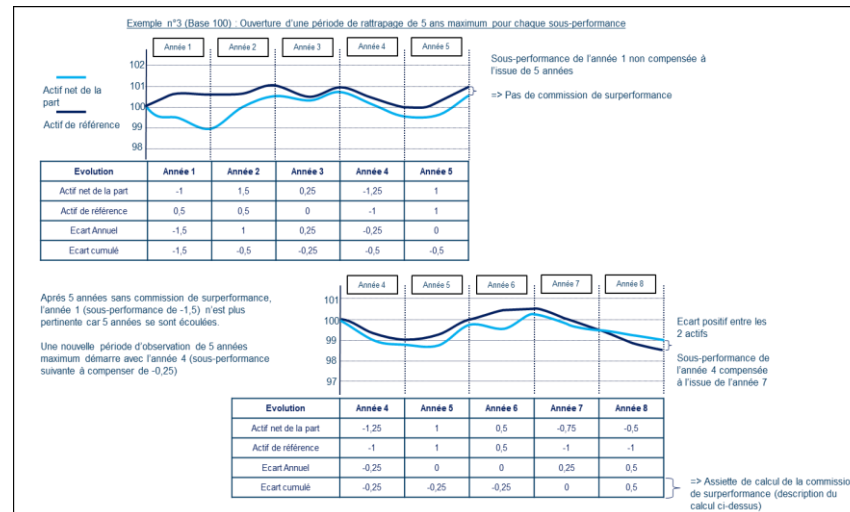 Exemple n°3 (Base 100) : Ouverture d'une période de rattrapage de 5 ans maximum pour chaque sous-performance
Année 1 Année 2 Année 3 Année 4 Année 5
102
101
100
99
98
Actif net de la
part
Actif de référence
Sous-performance de l'année 1 non compensée à
l'issue de 5 années
=> Pas de commission de surperformance
Evolution Année 1 Année 2 Année 3 Année 4 Année 5
Actif net de la part -1 1,5 0,25 -1,25 1
Actif de référence 0,5 0,5 0 -1 1
Ecart Annuel -1,5 1 0,25 -0,25 0
Ecart cumulé -1,5 -0,5 -0,25 -0,5 -0,5
Après 5 années sans commission de surperformance,
l'année 1 (sous-performance de -1,5) n'est plus
pertinente car 5 années se sont écoulées.
Une nouvelle période d'observation de 5 années
maximum démarre avec l'année 4 (sous-performance
suivante à compenser de -0,25)
Année 4 Année 5 Année 6 Année 7 Année 8
101
100
99
98
97
Ecart positif entre les
2 actifs
Sous-performance de
l'année 4 compensée
à l'issue de l'année 7
Evolution Année 4 Année 5 Année 6 Année 7 Année 8
Actif net de la part -1,25 1 0,5 -0,75 -0,5
Actif de référence -1 1 0,5 -1 -1
Ecart Annuel -0,25 0 0 0,25 0,5
Ecart cumulé -0,25 -0,25 -0,25 0 0,5
=> Assiette de calcul de la commission
de surperformance (description du
calcul ci-dessus)